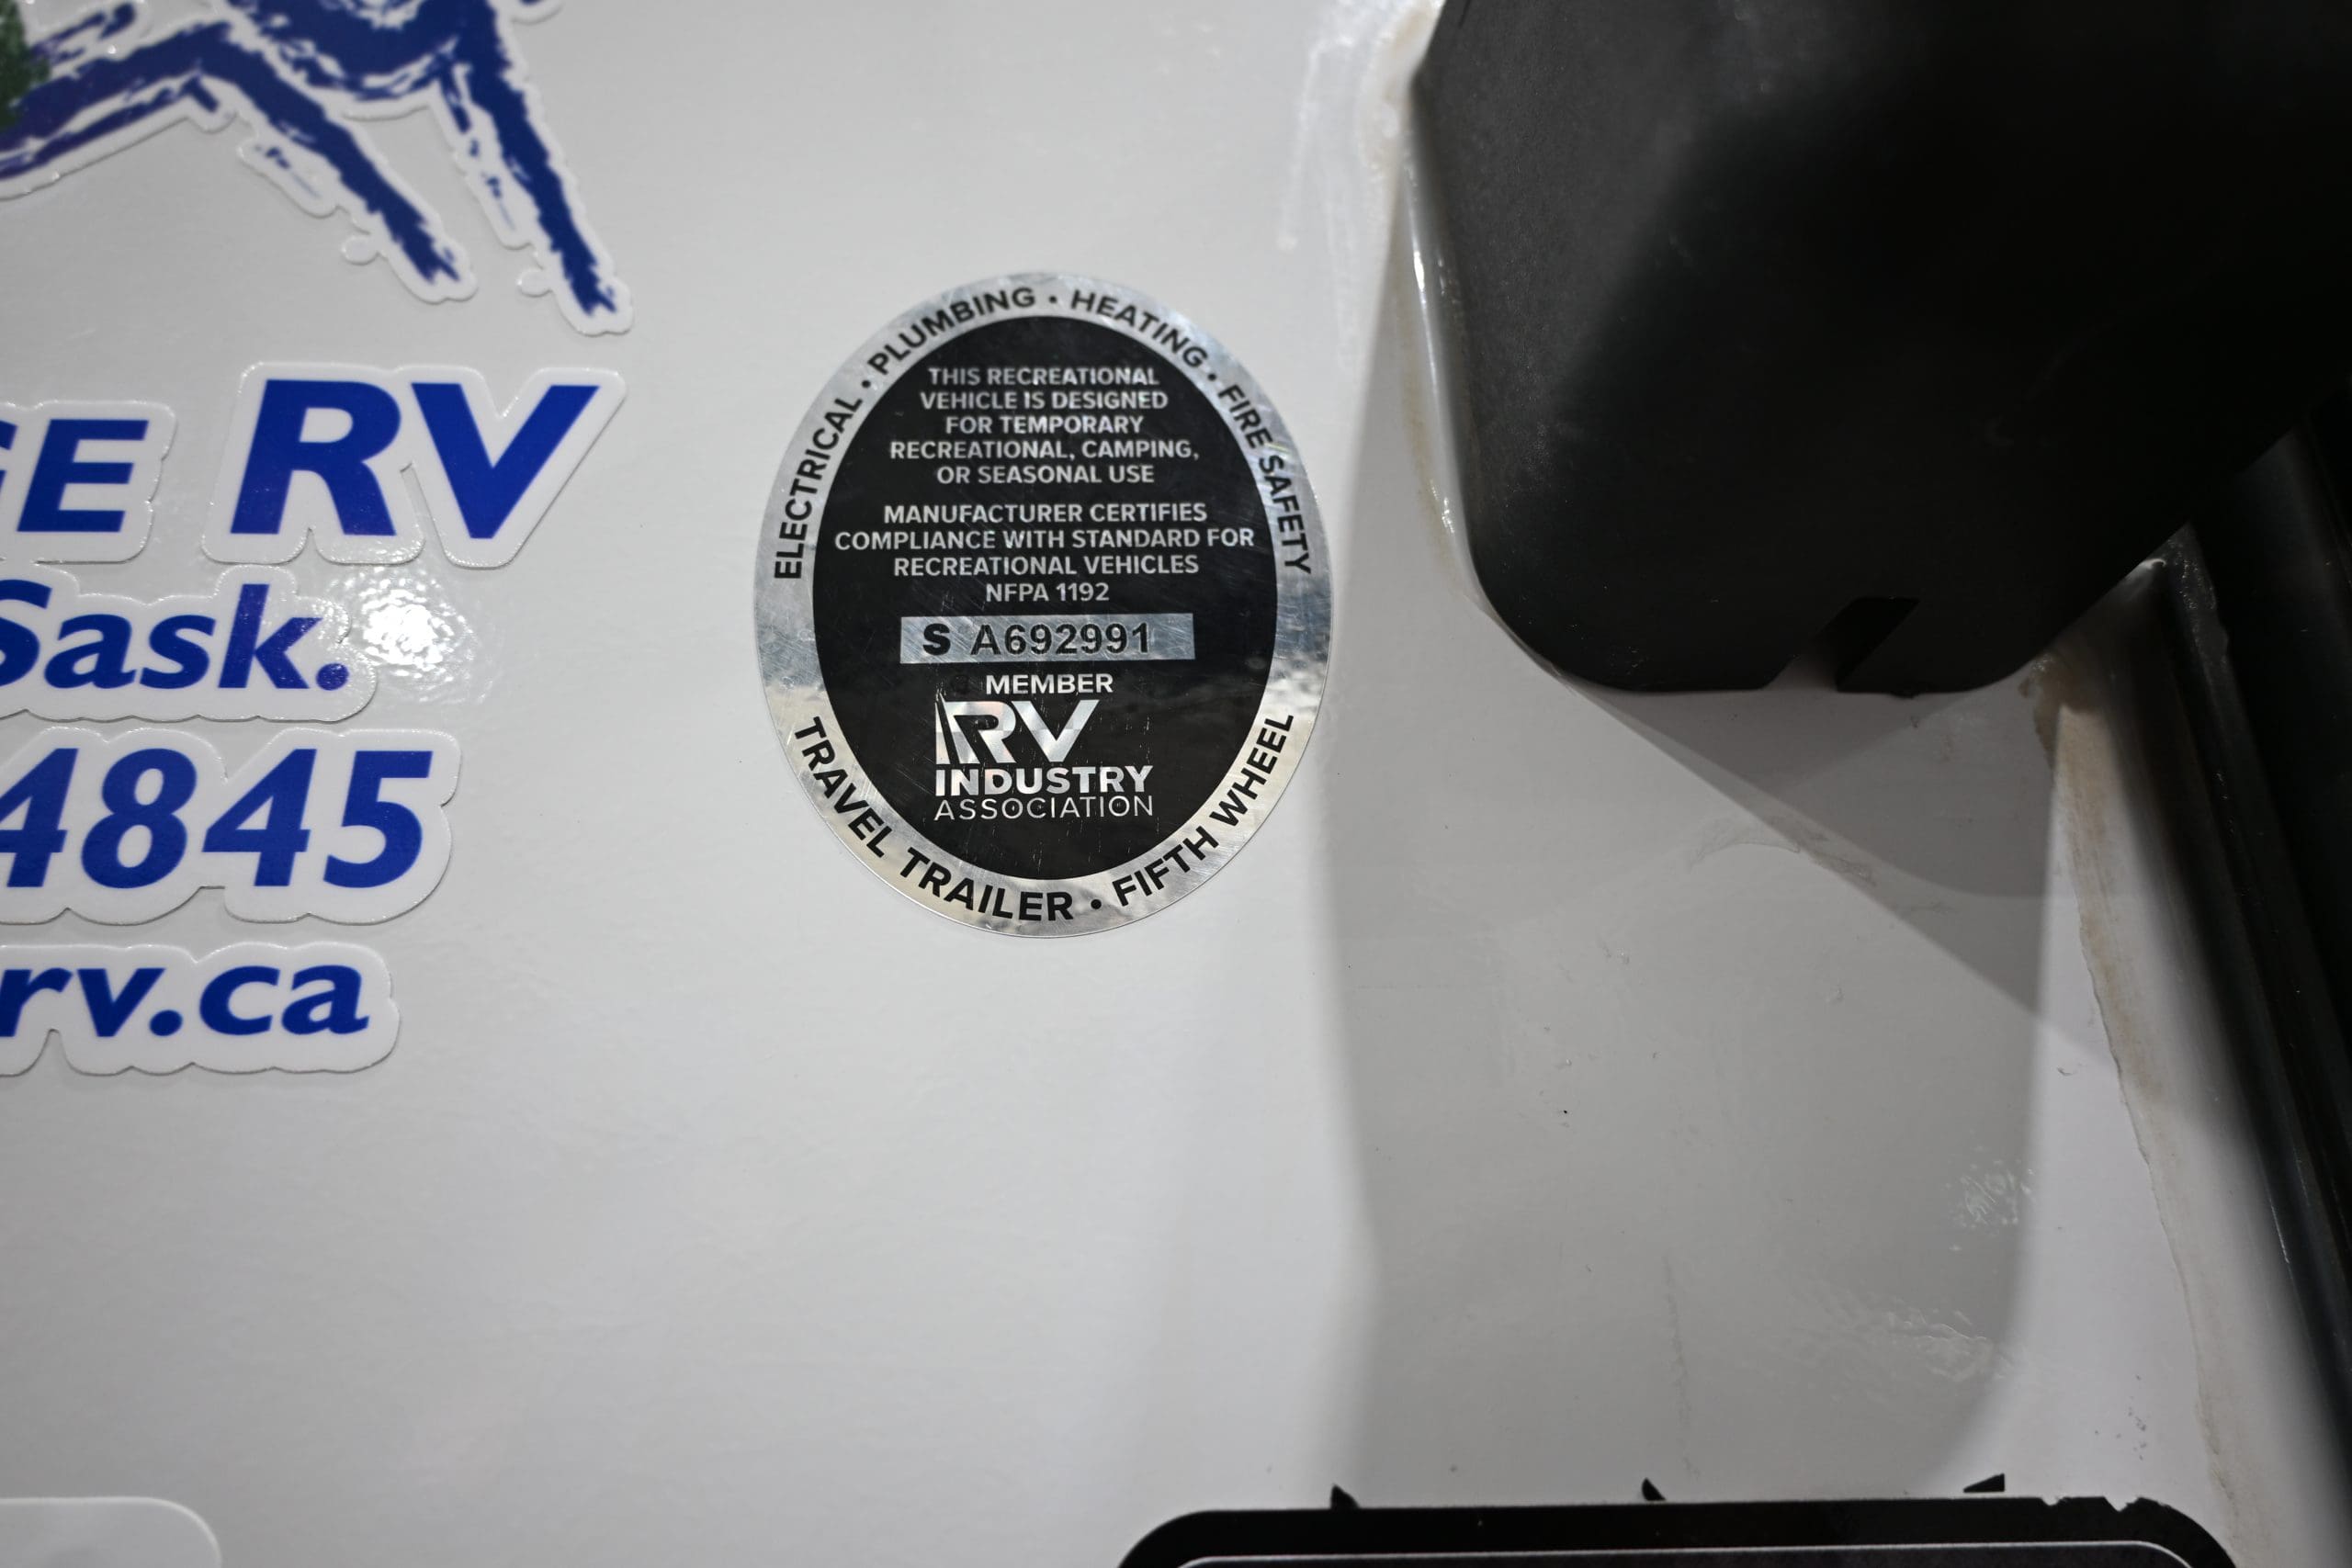 GE RV
Sask.
4845
rv.ca
ELECTRICAL • PLUMBING • HEATING • FIRE SAFETY
THIS RECREATIONAL
VEHICLE IS DESIGNED
FOR TEMPORARY
RECREATIONAL, CAMPING,
OR SEASONAL USE
MANUFACTURER CERTIFIES
COMPLIANCE WITH STANDARD FOR
RECREATIONAL VEHICLES
NFPA 1192
S A692991
MEMBER
RV
INDUSTRY
ASSOCIATION
TRAVEL TRAILER • FIFTH WHEEL